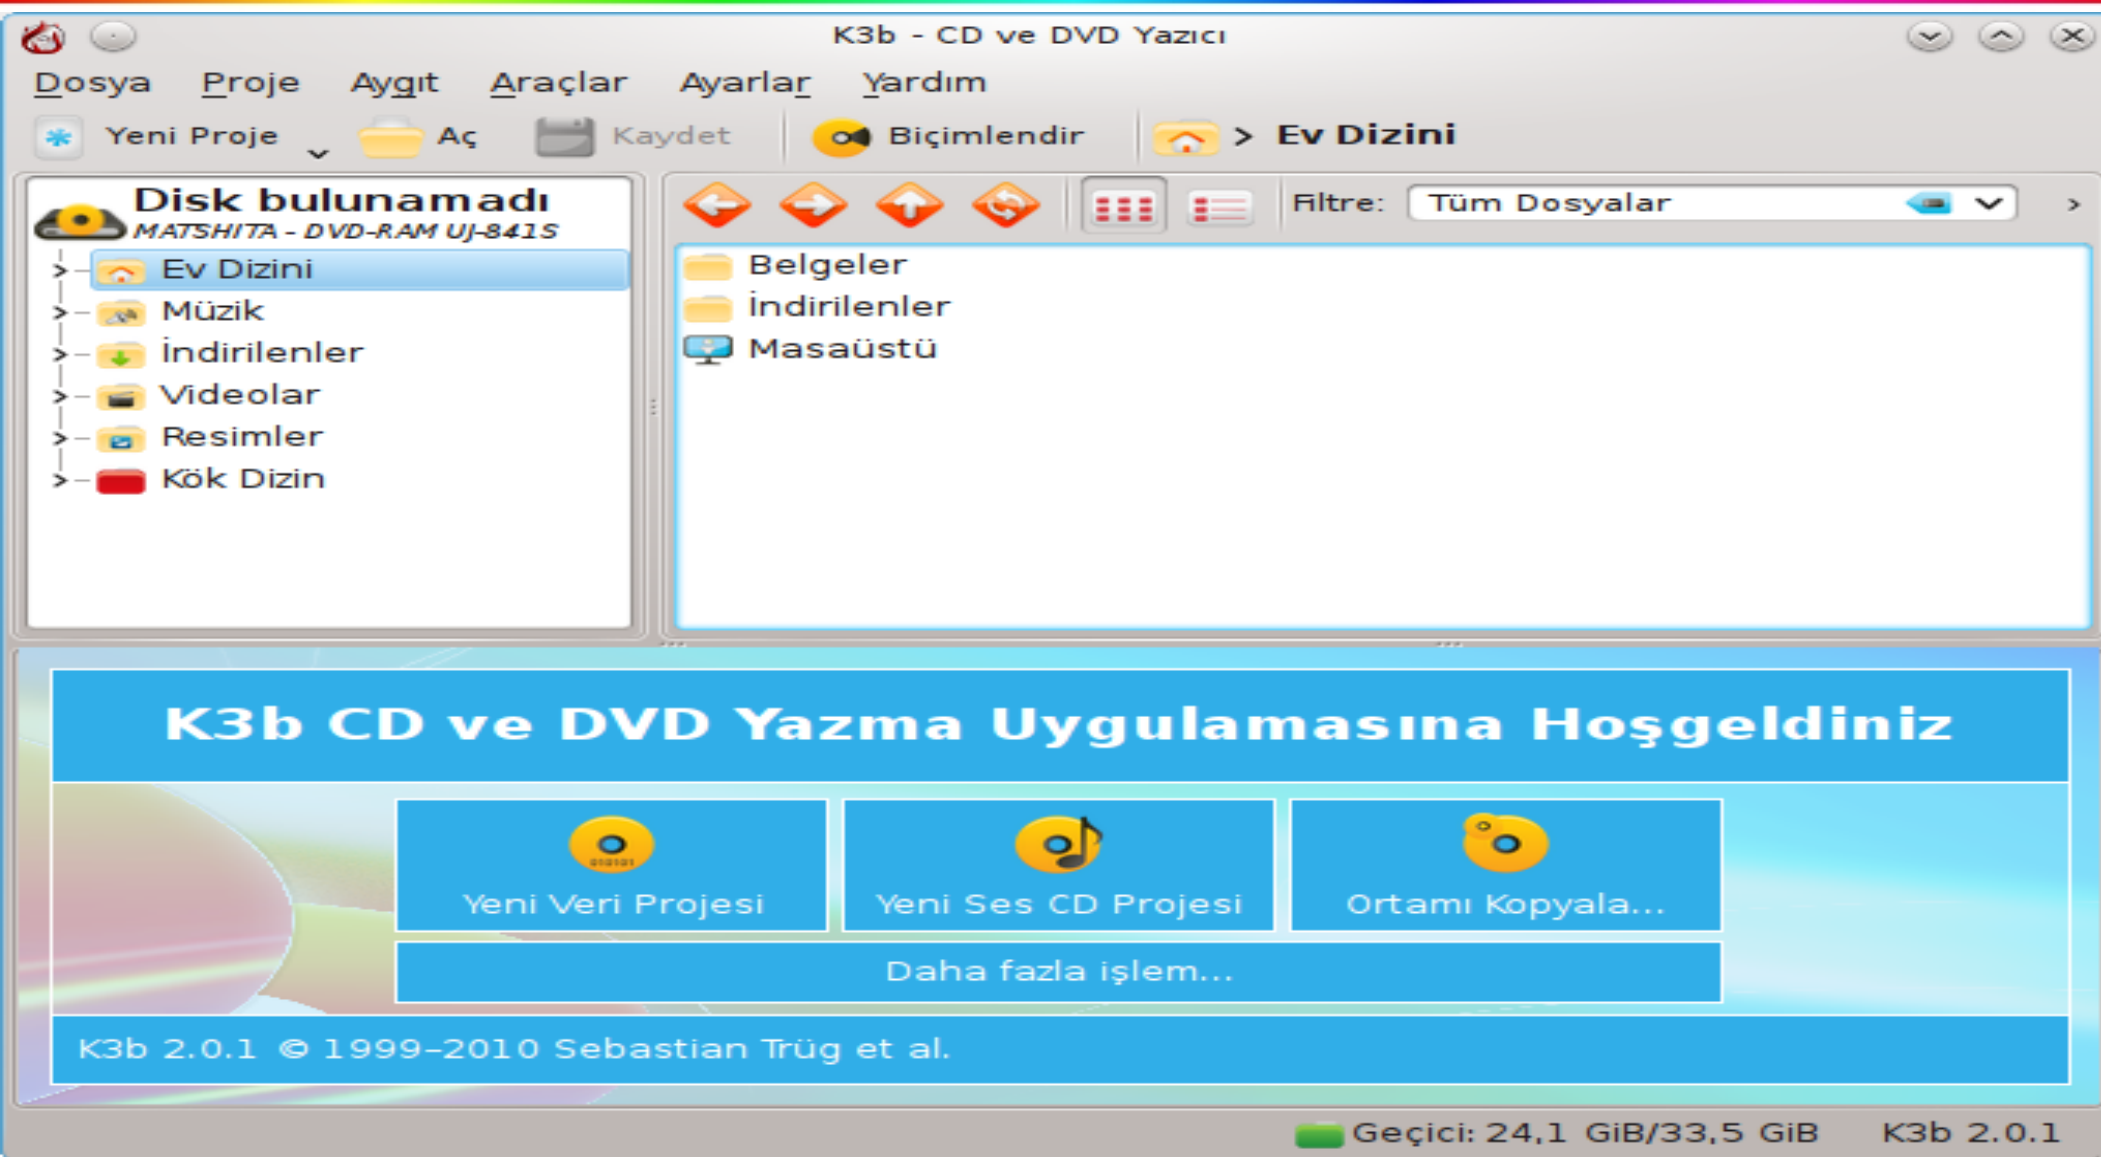 K3b - CD ve DVD Yazıcı
Dosya Proje Aygıt Araçlar Ayarlar Yardım
Yeni Proje Aç Kaydet Biçimlendir > Ev Dizini
Disk bulunamadı
MATSHITA - DVD-RAM UJ-841S
Ev Dizini
Müzik
İndirilenler
Videolar
Resimler
Kök Dizin
Filtre: Tüm Dosyalar
Belgeler
İndirilenler
Masaüstü
K3b CD ve DVD Yazma Uygulamasına Hoşgeldiniz
Yeni Veri Projesi Yeni Ses CD Projesi Ortamı Kopyala...
Daha fazla işlem...
K3b 2.0.1 © 1999–2010 Sebastian Trüg et al.
Geçici: 24,1 GiB/33,5 GiB K3b 2.0.1